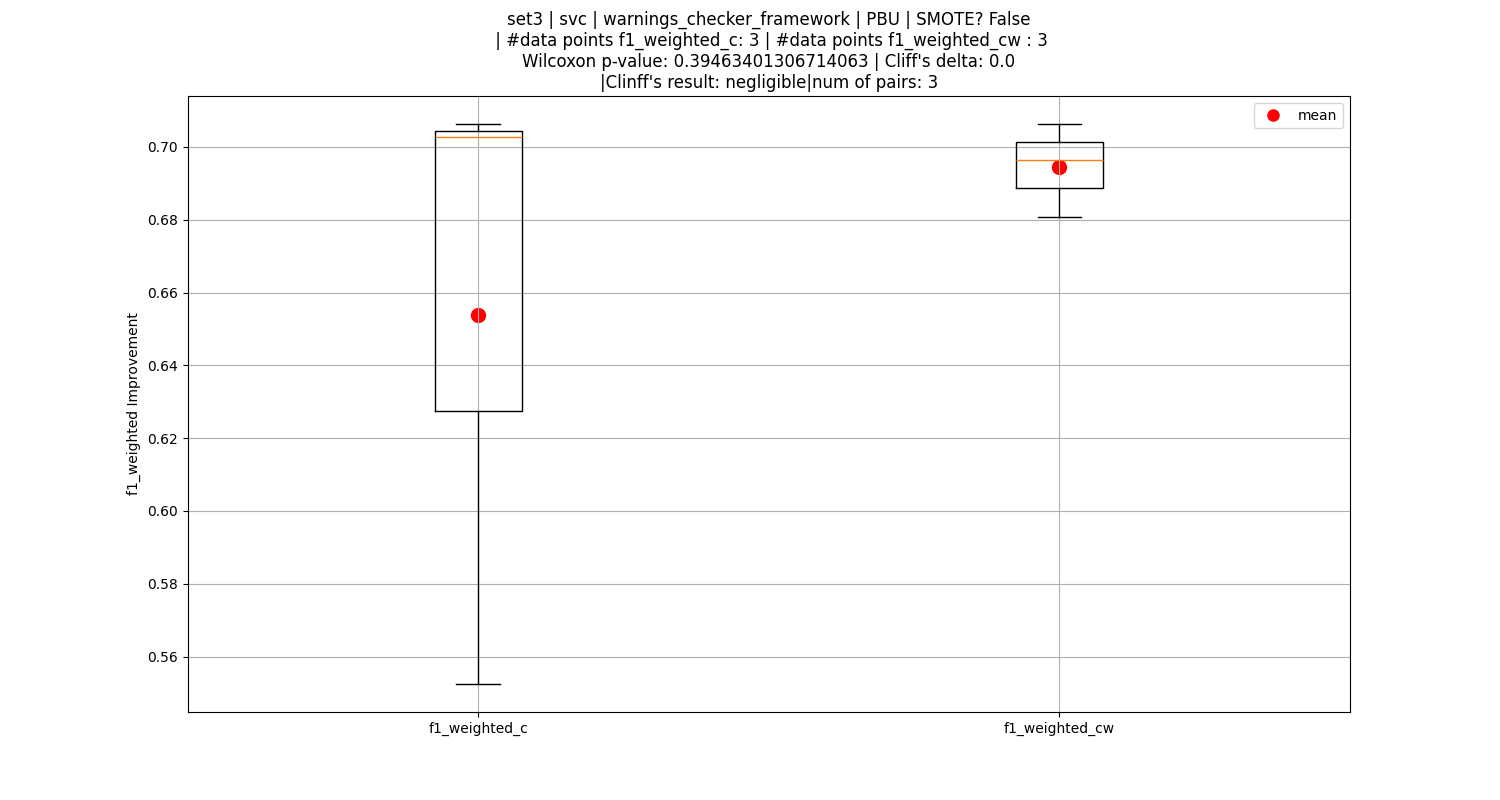 set3 | svc | warnings_checker_framework | PBU | SMOTE? False
| #data points f1_weighted_c: 3 | #data points f1_weighted_cw : 3
Wilcoxon p-value: 0.39463401306714063 | Cliff's delta: 0.0
|Clinff's result: negligible|num of pairs: 3
mean
0.70
0.68
0.66
0.64
0.62
0.60
0.58
0.56
f1_weighted Improvement
f1_weighted_c
f1_weighted_cw